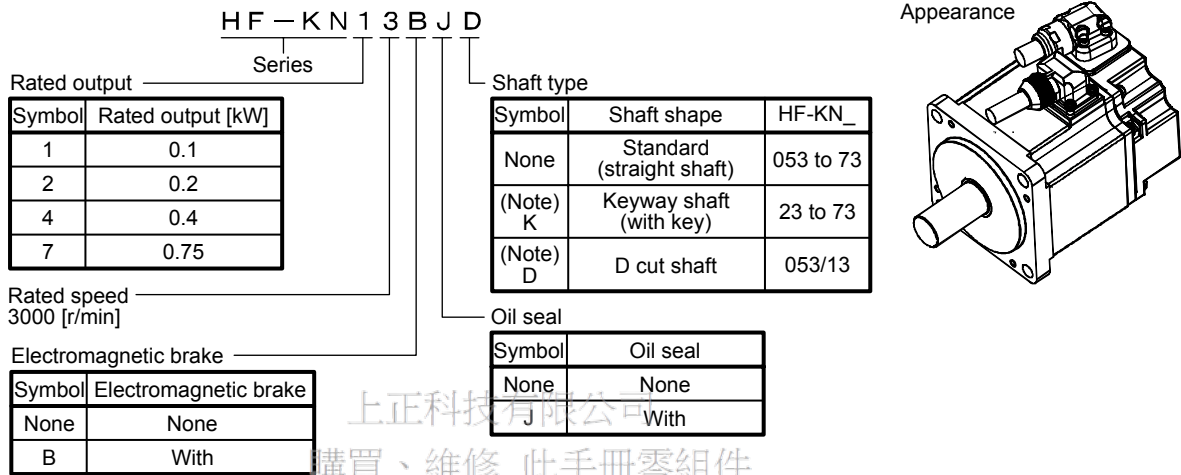 HF-KN13BJD
Appearance
Series
Rated output
Symbol Rated output [kW]
1 0.1
2 0.2
4 0.4
7 0.75
Rated speed
3000 [r/min]
Electromagnetic brake
Symbol Electromagnetic brake
None None
B With
Shaft type
Symbol Shaft shape HF-KN_
None Standard (straight shaft) 053 to 73
(Note) K Keyway shaft (with key) 23 to 73
(Note) D D cut shaft 053/13
Oil seal
Symbol Oil seal
None None
J With
上正科技有限公司
購買、維修 此手冊零組件